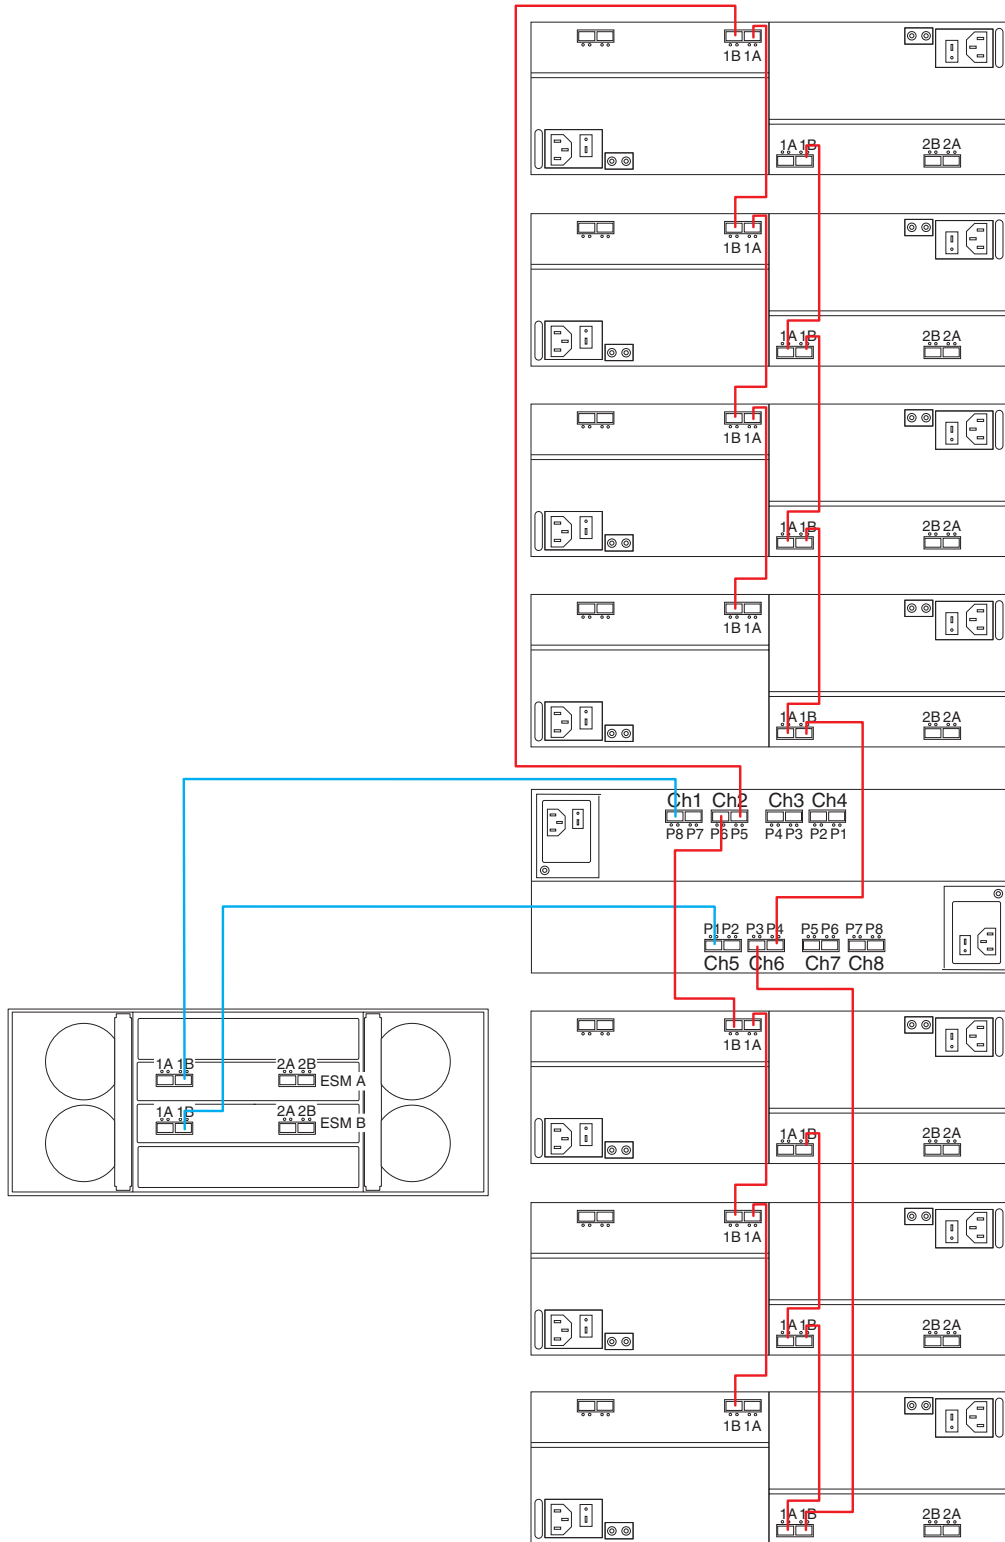 1B 1A
1A 1B 2B 2A
1B 1A
1A 1B 2B 2A
1B 1A
1A 1B 2B 2A
1B 1A
1A 1B 2B 2A
Ch1 Ch2 Ch3 Ch4
P8 P7 P6 P5 P4 P3 P2 P1
P1 P2 P3 P4 P5 P6 P7 P8
Ch5 Ch6 Ch7 Ch8
1B 1A
1A 1B 2A 2B
ESM A
1A 1B 2A 2B
ESM B
1A 1B 2B 2A
1B 1A
1A 1B 2B 2A
1B 1A
1A 1B 2B 2A